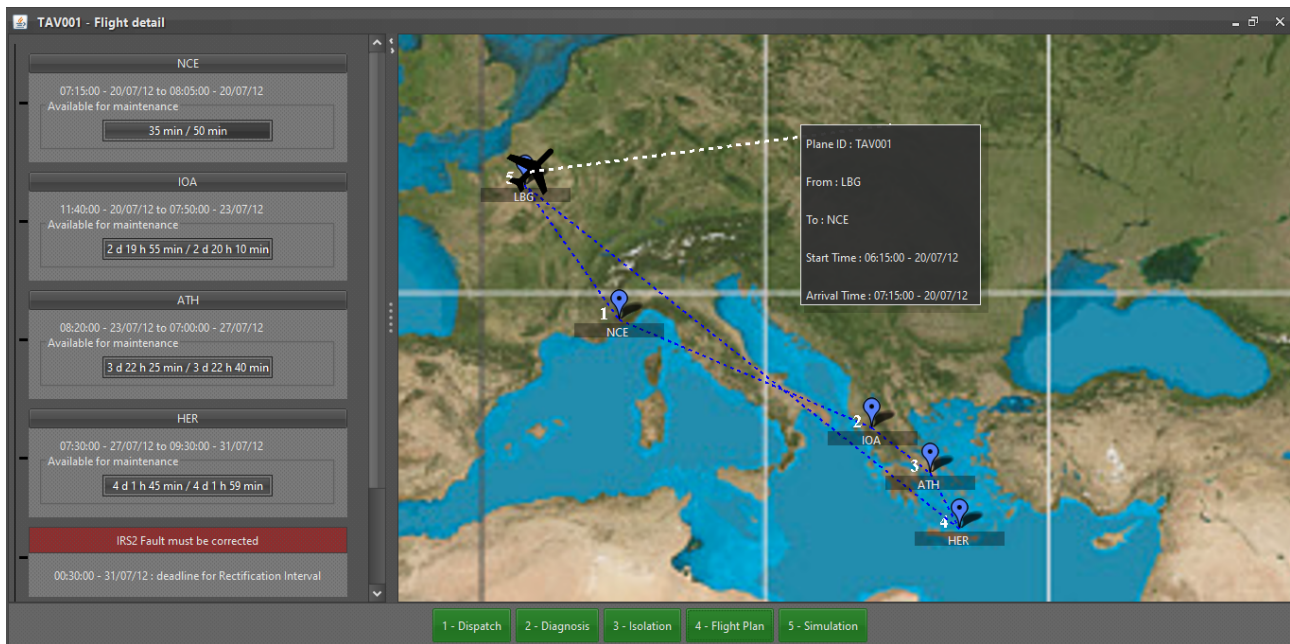 TAV001 - Flight detail
NCE
07:15:00 - 20/07/12 to 08:05:00 - 20/07/12
Available for maintenance
35 min / 50 min
IOA
11:40:00 - 20/07/12 to 07:50:00 - 23/07/12
Available for maintenance
2 d 19 h 55 min / 2 d 20 h 10 min
ATH
08:20:00 - 23/07/12 to 07:00:00 - 27/07/12
Available for maintenance
3 d 22 h 25 min / 3 d 22 h 40 min
HER
07:30:00 - 27/07/12 to 09:30:00 - 31/07/12
Available for maintenance
4 d 1 h 45 min / 4 d 1 h 59 min
IRS2 Fault must be corrected
00:30:00 - 31/07/12 : deadline for Rectification Interval
5
LBG
1
NCE
2
IOA
3
ATH
4
HER
Plane ID : TAV001
From : LBG
To : NCE
Start Time : 06:15:00 - 20/07/12
Arrival Time : 07:15:00 - 20/07/12
1 - Dispatch
2 - Diagnosis
3 - Isolation
4 - Flight Plan
5 - Simulation